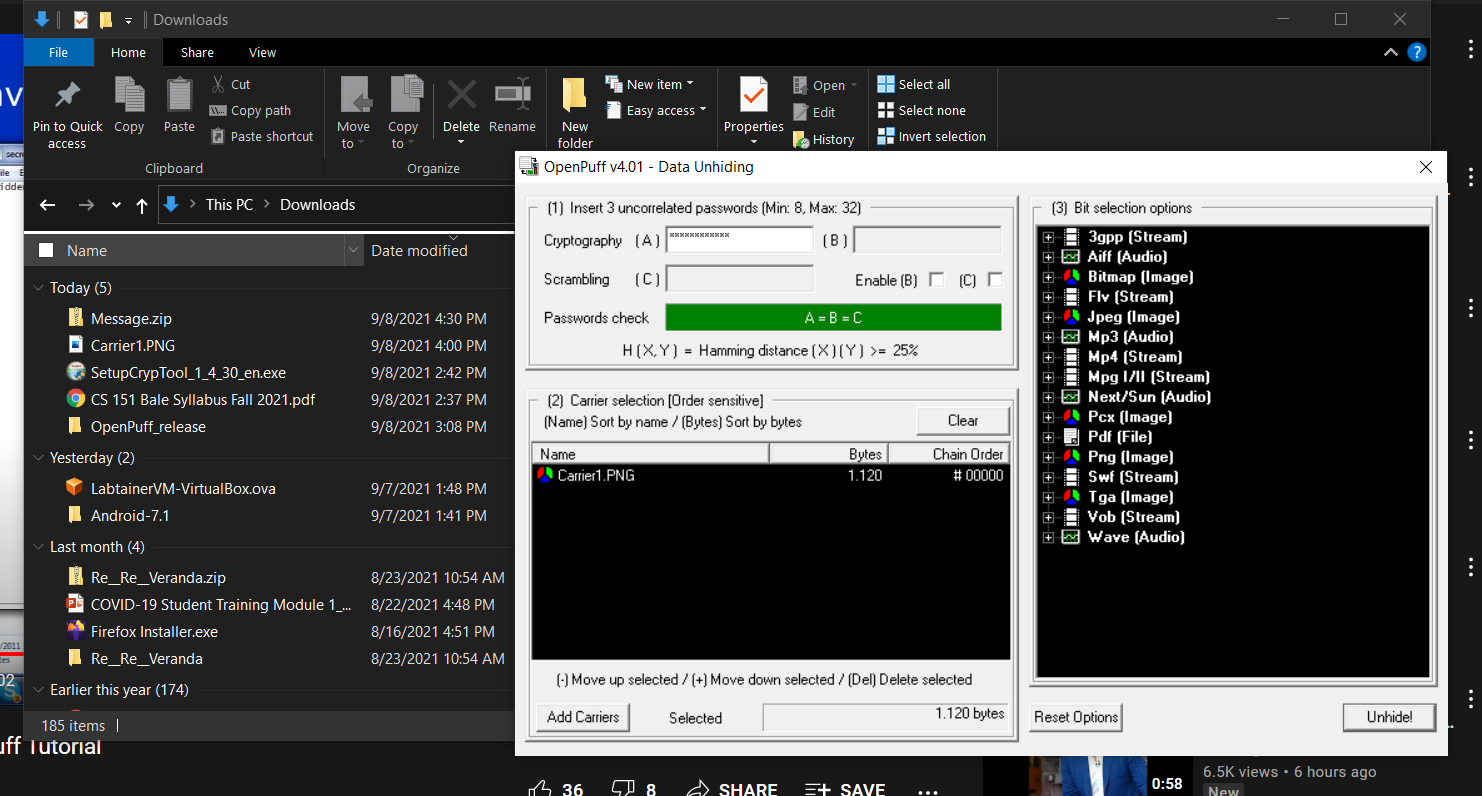 Downloads
File Home Share View
Pin to Quick access
Copy
Paste
Cut
Copy path
Paste shortcut
Clipboard
Move to
Copy to
Delete
Rename
Organize
New folder
New item
Easy access
Properties
Open
Edit
History
Select all
Select none
Invert selection
This PC > Downloads
Name Date modified
Today (5)
Message.zip 9/8/2021 4:30 PM
Carrier1.PNG 9/8/2021 4:00 PM
SetupCrypTool_1_4_30_en.exe 9/8/2021 2:42 PM
CS 151 Bale Syllabus Fall 2021.pdf 9/8/2021 2:37 PM
OpenPuff_release 9/8/2021 3:08 PM
Yesterday (2)
LabtainerVM-VirtualBox.ova 9/7/2021 1:48 PM
Android-7.1 9/7/2021 1:41 PM
Last month (4)
Re__Re__Veranda.zip 8/23/2021 10:54 AM
COVID-19 Student Training Module 1_... 8/22/2021 4:48 PM
Firefox Installer.exe 8/16/2021 4:51 PM
Re__Re__Veranda 8/23/2021 10:54 AM
Earlier this year (174)
185 items
OpenPuff v4.01 - Data Unhiding
(1) Insert 3 uncorrelated passwords (Min: 8, Max: 32)
Cryptography (A) ************ (B)
Scrambling (C) Enable (B) (C)
Passwords check A = B = C
H (X,Y) = Hamming distance (X)(Y) >= 25%
(2) Carrier selection [Order sensitive]
(Name) Sort by name / (Bytes) Sort by bytes
Clear
Name Bytes Chain Order
Carrier1.PNG 1.120 # 00000
(-) Move up selected / (+) Move down selected / (Del) Delete selected
Add Carriers Selected 1.120 bytes
(3) Bit selection options
3gpp (Stream)
Aiff (Audio)
Bitmap (Image)
Flv (Stream)
Jpeg (Image)
Mp3 (Audio)
Mp4 (Stream)
Mpg I/II (Stream)
Next/Sun (Audio)
Pcx (Image)
Pdf (File)
Png (Image)
Swf (Stream)
Tga (Image)
Vob (Stream)
Wave (Audio)
Reset Options Unhide!
uff Tutorial
36 8 SHARE SAVE ...
0:58
6.5K views • 6 hours ago
New